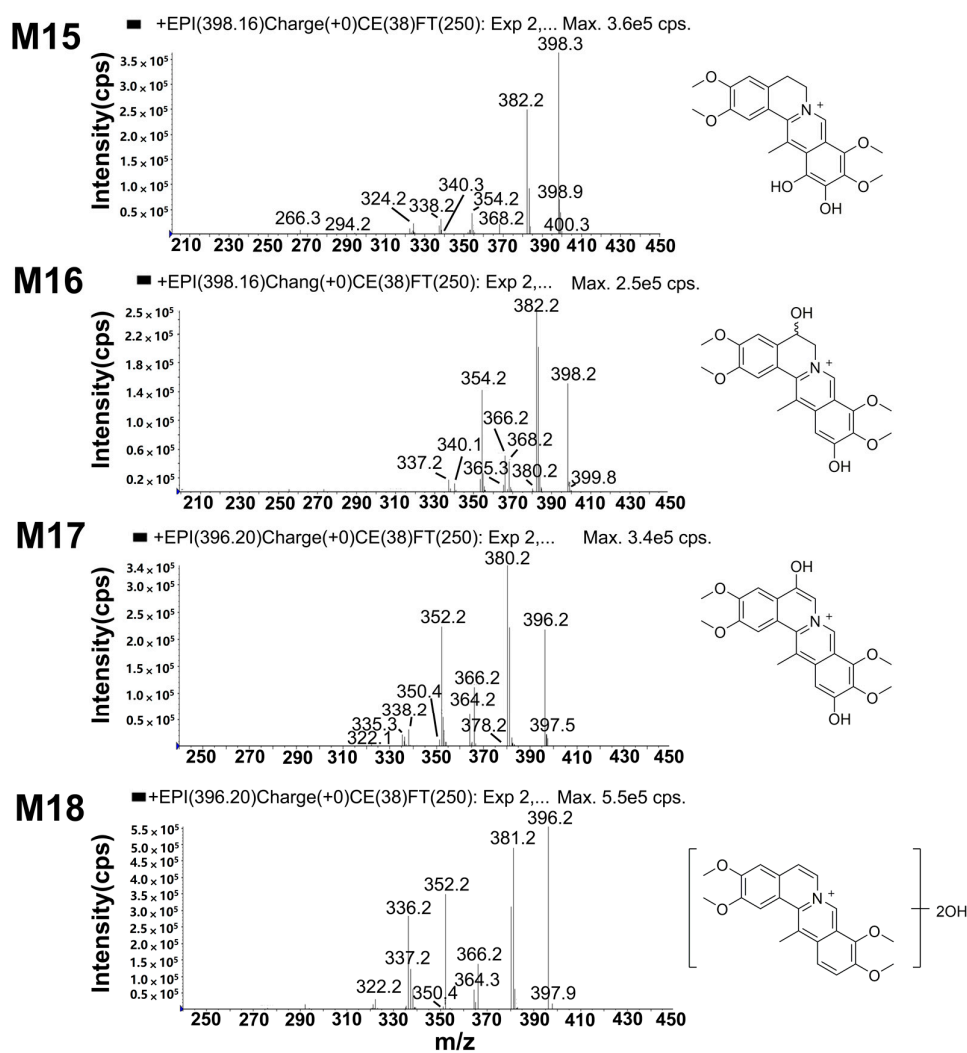 M15
+EPI(398.16)Charge(+0)CE(38)FT(250): Exp 2,... Max. 3.6e5 cps.
Intensity(cps)
3.5 × 10⁵
3.0 × 10⁵
2.5 × 10⁵
2.0 × 10⁵
1.5 × 10⁵
1.0 × 10⁵
0.5 × 10⁵
398.3
382.2
340.3
324.2
338.2
354.2
398.9
266.3
294.2
368.2
400.3
210 230 250 270 290 310 330 350 370 390 410 430 450
O
O
N
+
O
O
HO
OH
M16
+EPI(398.16)Chang(+0)CE(38)FT(250): Exp 2,... Max. 2.5e5 cps.
Intensity(cps)
2.5 × 10⁵
2.2 × 10⁵
1.8 × 10⁵
1.4 × 10⁵
1.0 × 10⁵
0.6 × 10⁵
0.2 × 10⁵
382.2
354.2
398.2
366.2
340.1
368.2
337.2
365.3
380.2
399.8
210 230 250 270 290 310 330 350 370 390 410 430 450
OH
O
O
N
+
O
O
OH
M17
+EPI(396.20)Charge(+0)CE(38)FT(250): Exp 2,... Max. 3.4e5 cps.
Intensity(cps)
3.4 × 10⁵
3.0 × 10⁵
2.5 × 10⁵
2.0 × 10⁵
1.5 × 10⁵
1.0 × 10⁵
0.5 × 10⁵
380.2
352.2
396.2
366.2
350.4
364.2
338.2
335.3
378.2
397.5
322.1
250 270 290 310 330 350 370 390 410 430 450
OH
O
O
N
+
O
O
OH
M18
+EPI(396.20)Charge(+0)CE(38)FT(250): Exp 2,... Max. 5.5e5 cps.
Intensity(cps)
5.5 × 10⁵
5.0 × 10⁵
4.5 × 10⁵
4.0 × 10⁵
3.5 × 10⁵
3.0 × 10⁵
2.5 × 10⁵
2.0 × 10⁵
1.5 × 10⁵
1.0 × 10⁵
0.5 × 10⁵
396.2
381.2
352.2
336.2
337.2
366.2
364.3
322.2
350.4
397.9
250 270 290 310 330 350 370 390 410 430 450
m/z
O
O
N
+
O
O
2OH